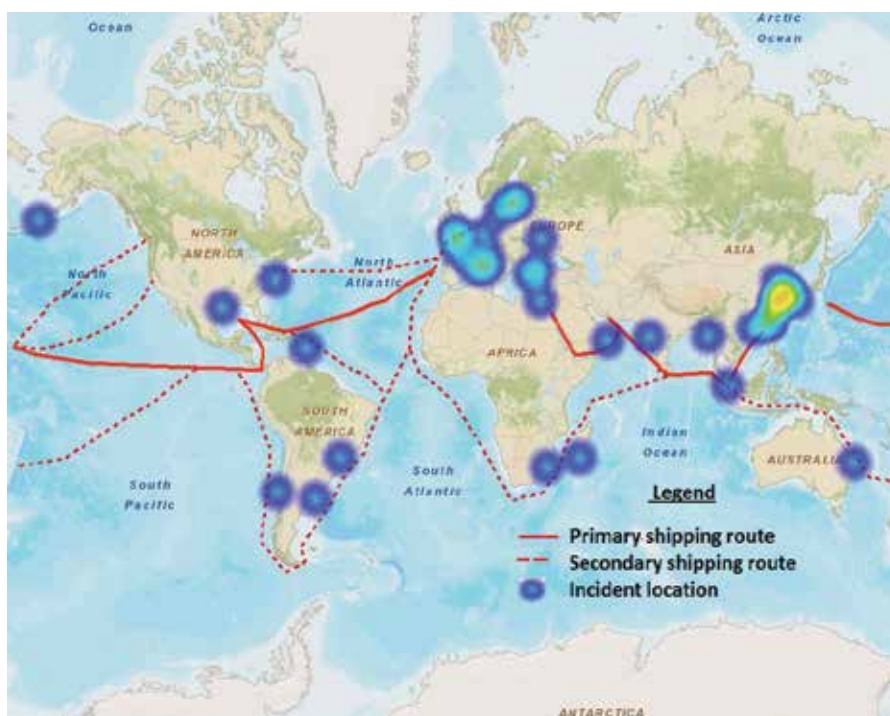 Ocean
Arctic
Ocean
NORTH
AMERICA
EUROPE
ASIA
North
Pacific
North
Atlantic
AFRICA
SOUTH
AMERICA
Indian
Ocean
AUSTRALIA
South
Pacific
South
Atlantic
Legend
Primary shipping route
Secondary shipping route
Incident location
ANTARCTICA